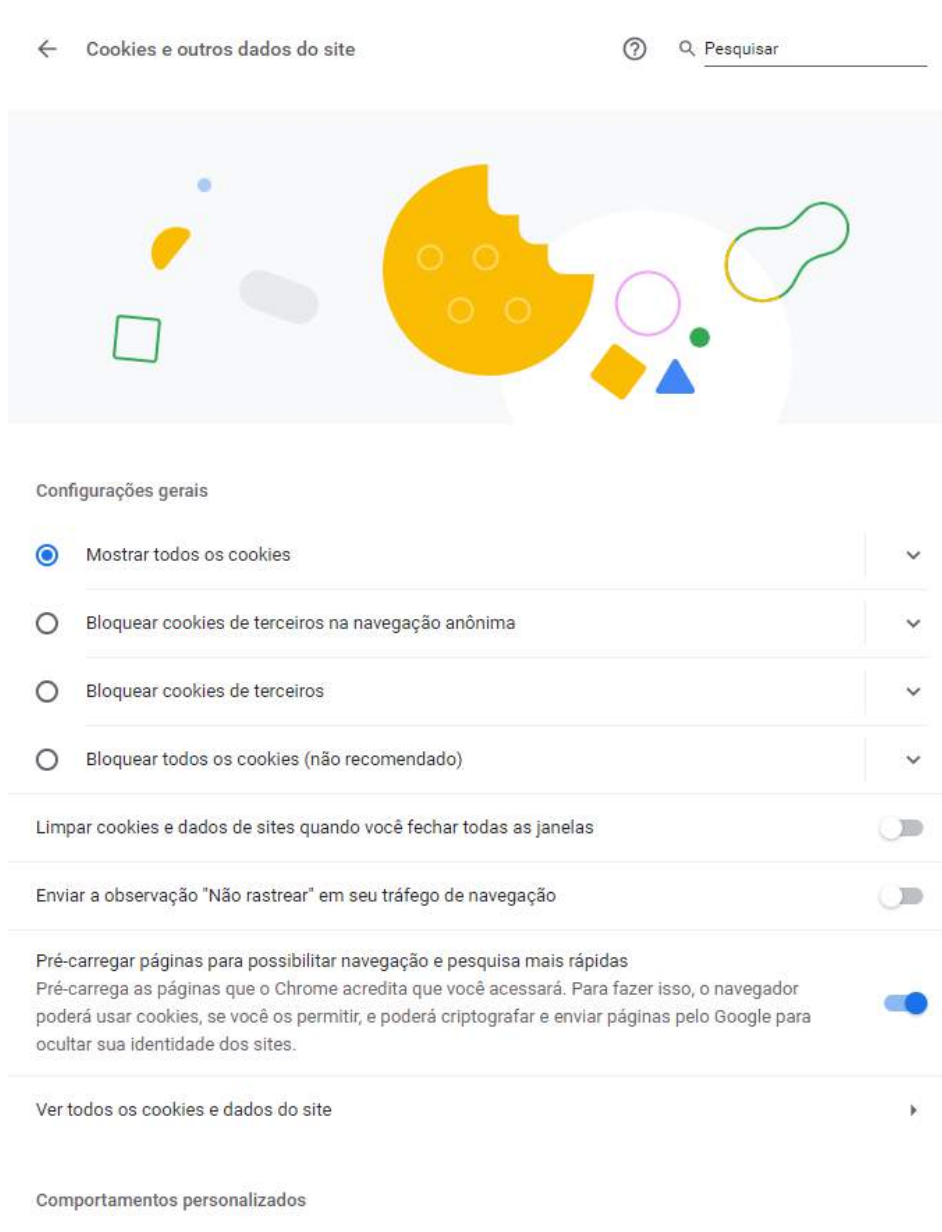 Cookies e outros dados do site
Pesquisar
Configurações gerais
Mostrar todos os cookies
Bloquear cookies de terceiros na navegação anônima
Bloquear cookies de terceiros
Bloquear todos os cookies (não recomendado)
Limpar cookies e dados de sites quando você fechar todas as janelas
Enviar a observação "Não rastrear" em seu tráfego de navegação
Pré-carregar páginas para possibilitar navegação e pesquisa mais rápidas
Pré-carrega as páginas que o Chrome acredita que você acessará. Para fazer isso, o navegador
poderá usar cookies, se você os permitir, e poderá criptografar e enviar páginas pelo Google para
ocultar sua identidade dos sites.
Ver todos os cookies e dados do site
Comportamentos personalizados